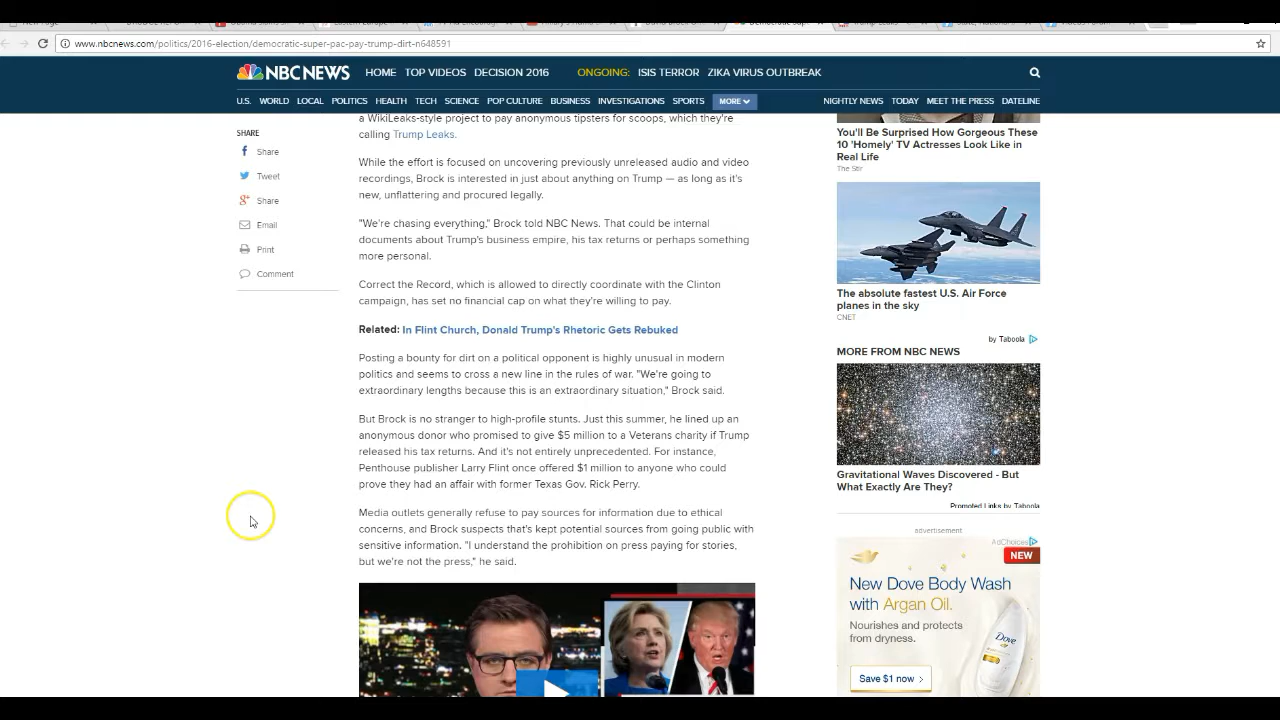 www.nbcnews.com/politics/2016-election/democratic-super-pac-pay-trump-dirt-n648591
NBC NEWS HOME TOP VIDEOS DECISION 2016 ONGOING: ISIS TERROR ZIKA VIRUS OUTBREAK
U.S. WORLD LOCAL POLITICS HEALTH TECH SCIENCE POP CULTURE BUSINESS INVESTIGATIONS SPORTS MORE NIGHTLY NEWS TODAY MEET THE PRESS DATELINE
SHARE
Share
Tweet
Share
Email
Print
Comment
a WikiLeaks-style project to pay anonymous tipsters for scoops, which they're
calling Trump Leaks.
While the effort is focused on uncovering previously unreleased audio and video
recordings, Brock is interested in just about anything on Trump — as long as it's
new, unflattering and procured legally.
"We're chasing everything," Brock told NBC News. That could be internal
documents about Trump's business empire, his tax returns or perhaps something
more personal.
Correct the Record, which is allowed to directly coordinate with the Clinton
campaign, has set no financial cap on what they're willing to pay.
Related: In Flint Church, Donald Trump's Rhetoric Gets Rebuked
Posting a bounty for dirt on a political opponent is highly unusual in modern
politics and seems to cross a new line in the rules of war. "We're going to
extraordinary lengths because this is an extraordinary situation," Brock said.
But Brock is no stranger to high-profile stunts. Just this summer, he lined up an
anonymous donor who promised to give $5 million to a Veterans charity if Trump
released his tax returns. And it's not entirely unprecedented. For instance,
Penthouse publisher Larry Flint once offered $1 million to anyone who could
prove they had an affair with former Texas Gov. Rick Perry.
Media outlets generally refuse to pay sources for information due to ethical
concerns, and Brock suspects that's kept potential sources from going public with
sensitive information. "I understand the prohibition on press paying for stories,
but we're not the press," he said.
You'll Be Surprised How Gorgeous These
10 'Homely' TV Actresses Look Like in
Real Life
The Stir
The absolute fastest U.S. Air Force
planes in the sky
CNET
by Taboola
MORE FROM NBC NEWS
Gravitational Waves Discovered - But
What Exactly Are They?
Promoted Links by Taboola
advertisement
AdChoices
NEW
New Dove Body Wash
with Argan Oil.
Nourishes and protects
from dryness.
Dove
Save $1 now >